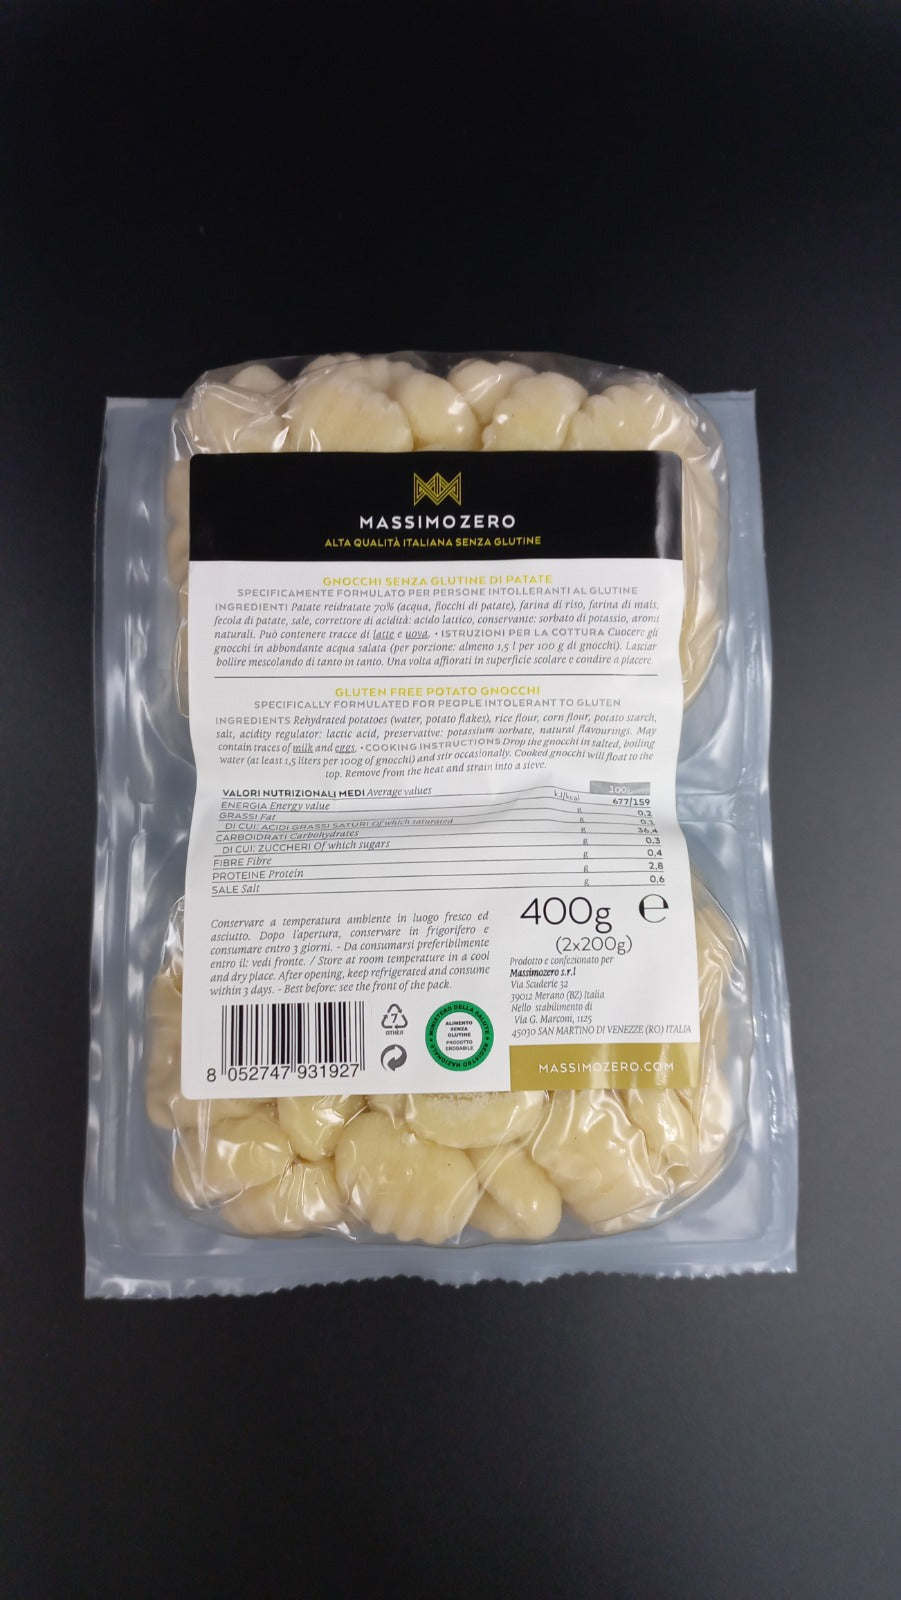 MASSIMOZERO
ALTA QUALITÀ ITALIANA SENZA GLUTINE
GNOCCHI SENZA GLUTINE DI PATATE
SPECIFICAMENTE FORMULATO PER PERSONE INTOLLERANTI AL GLUTINE
INGREDIENTI Patate reidratate 70% (acqua, fiocchi di patate), farina di riso, farina di mais,
fecola di patate, sale, correttore di acidità: acido lattico, conservante: sorbato di potassio, aromi
naturali. Può contenere tracce di latte e uova. • ISTRUZIONI PER LA COTTURA Cuocere gli
gnocchi in abbondante acqua salata (per porzione: almeno 1,5 l per 100 g di gnocchi). Lasciar
bollire mescolando di tanto in tanto. Una volta affiorati in superficie scolare e condire a piacere.
GLUTEN FREE POTATO GNOCCHI
SPECIFICALLY FORMULATED FOR PEOPLE INTOLERANT TO GLUTEN
INGREDIENTS Rehydrated potatoes (water, potato flakes), rice flour, corn flour, potato starch,
salt, acidity regulator: lactic acid, preservative: potassium sorbate, natural flavourings. May
contain traces of milk and eggs. • COOKING INSTRUCTIONS Drop the gnocchi in salted, boiling
water (at least 1,5 liters per 100g of gnocchi) and stir occasionally. Cooked gnocchi will float to the
top. Remove from the heat and strain into a sieve.
VALORI NUTRIZIONALI MEDI Average values 100g
ENERGIA Energy value kJ/kcal 677/159
GRASSI Fat g 0,2
DI CUI: ACIDI GRASSI SATURI Of which saturated g 0,1
CARBOIDRATI Carbohydrates g 36,4
DI CUI: ZUCCHERI Of which sugars g 0,3
FIBRE Fibre g 0,4
PROTEINE Protein g 2,8
SALE Salt g 0,6
Conservare a temperatura ambiente in luogo fresco ed
asciutto. Dopo l'apertura, conservare in frigorifero e
consumare entro 3 giorni. - Da consumarsi preferibilmente
entro il: vedi fronte. / Store at room temperature in a cool
and dry place. After opening, keep refrigerated and consume
within 3 days. - Best before: see the front of the pack.
400g e
(2x200g)
Prodotto e confezionato per
Massimozero s.r.l
Via Scuderie 32
39012 Merano (BZ) Italia
Nello stabilimento di
Via G. Marconi, 1125
45030 SAN MARTINO DI VENEZZE (RO) ITALIA
MASSIMOZERO.COM
8 052747 931927
7
OTHER
MINISTERO DELLA SALUTE • REGISTRO NAZIONALE •
ALIMENTO
SENZA
GLUTINE
PRODOTTO
EROGABILE